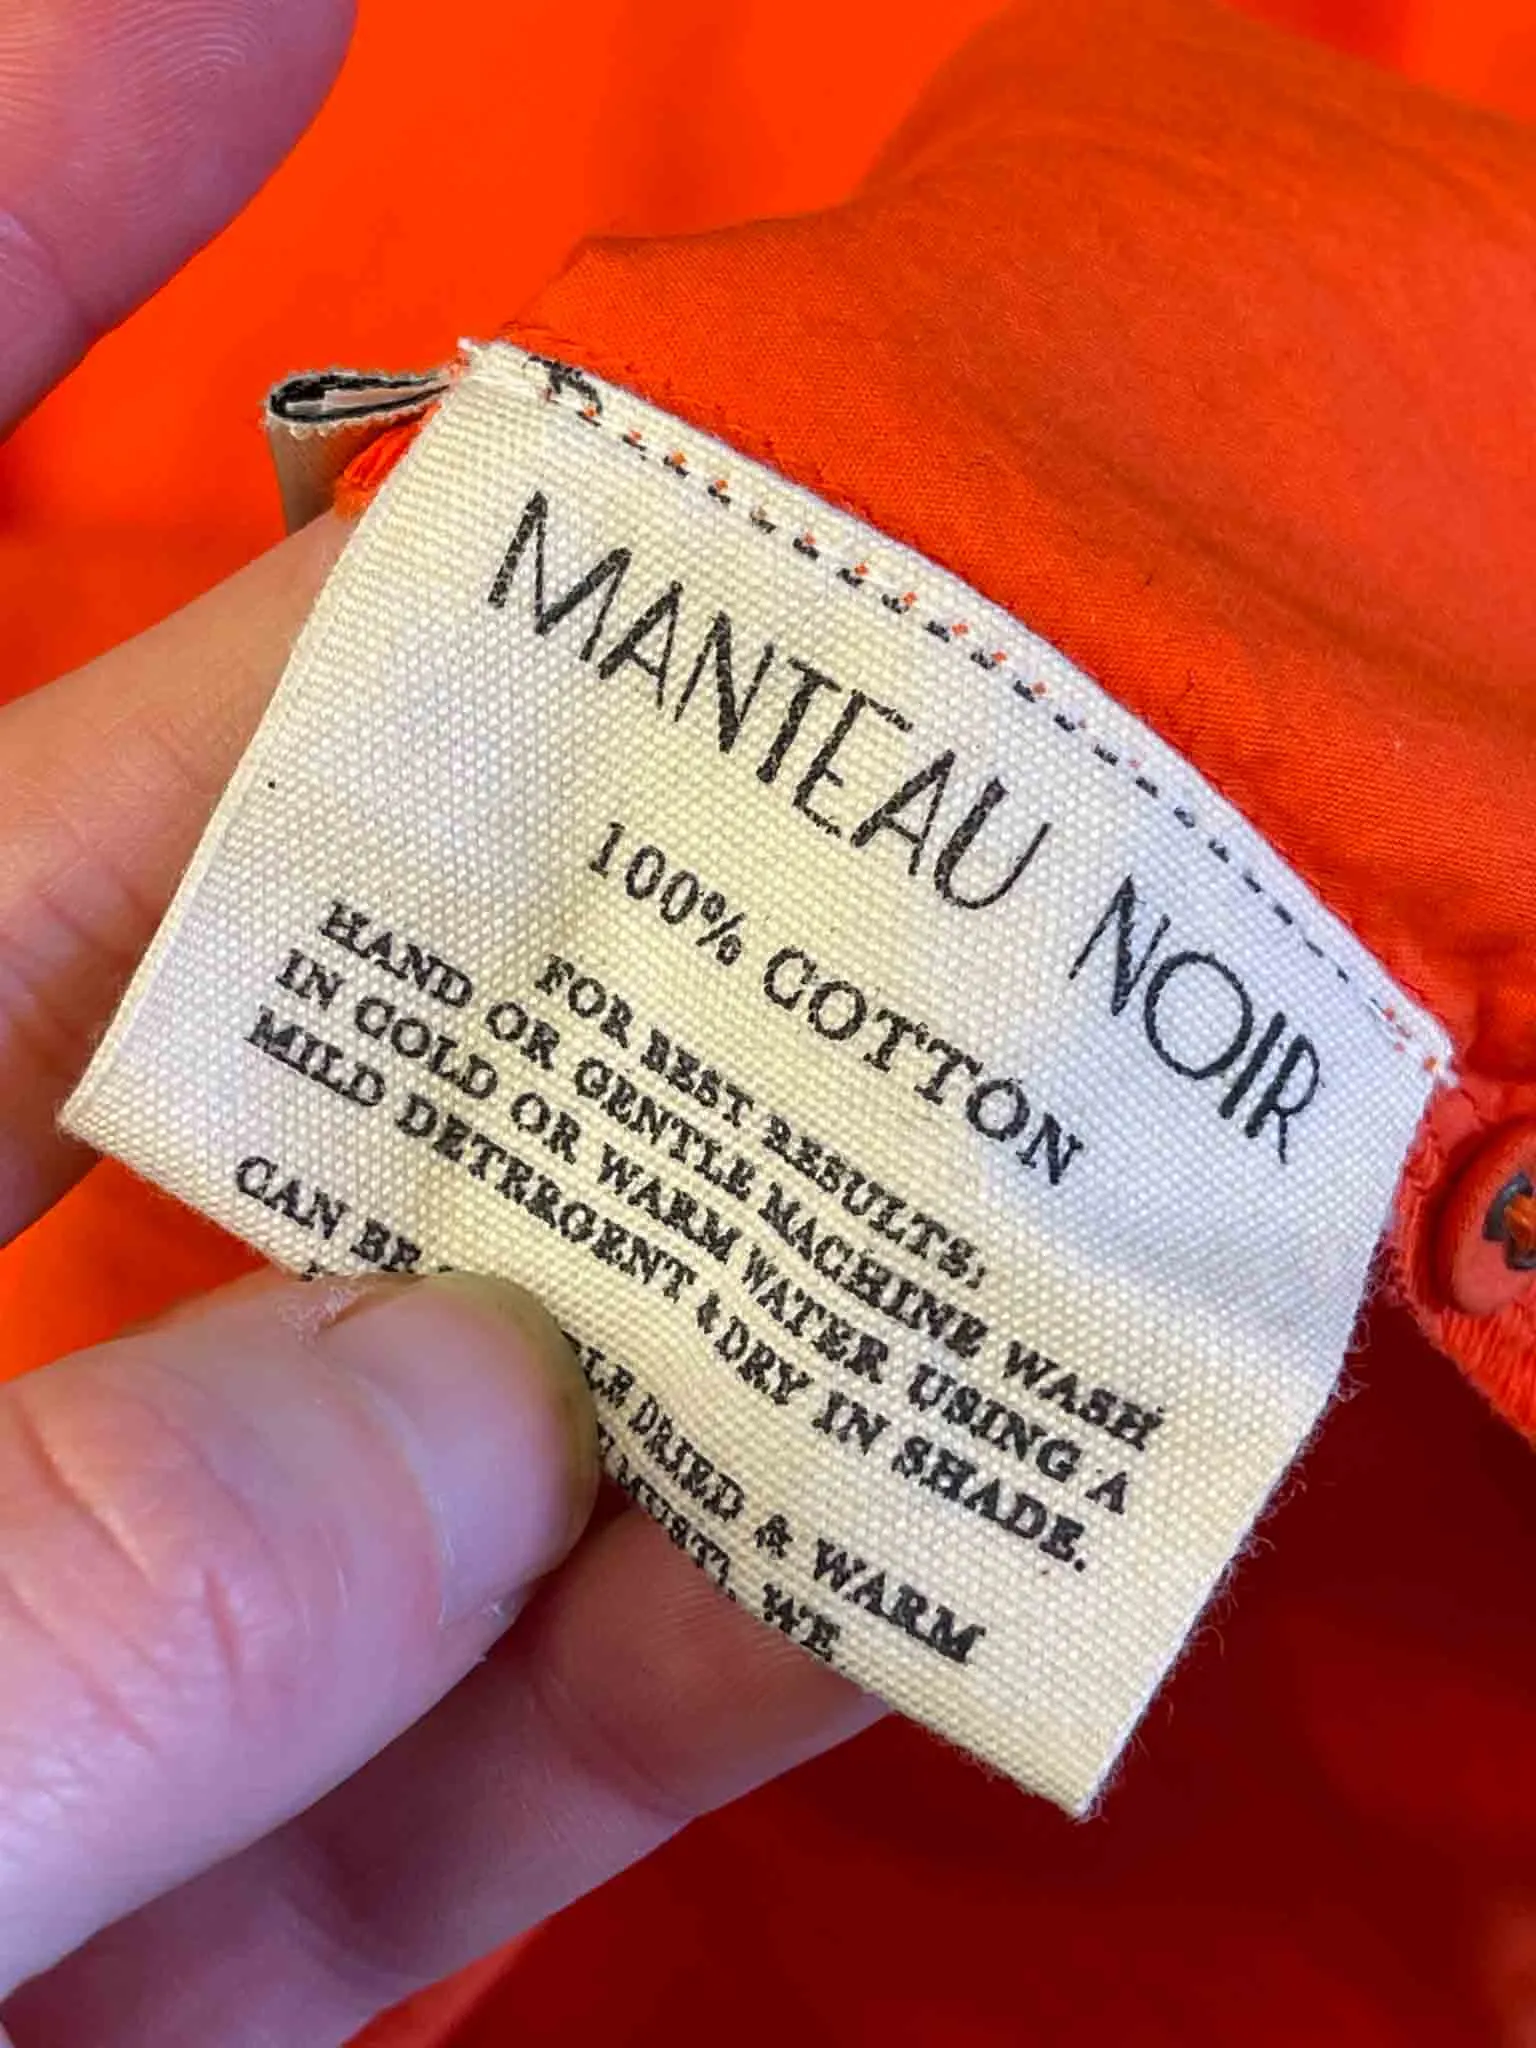 MANTEAU NOIR
100% COTTON
FOR BEST RESULTS:
HAND OR GENTLE MACHINE WASH
IN COLD OR WARM WATER USING A
MILD DETERGENT & DRY IN SHADE.
CAN BE DRIED & WARM
WE